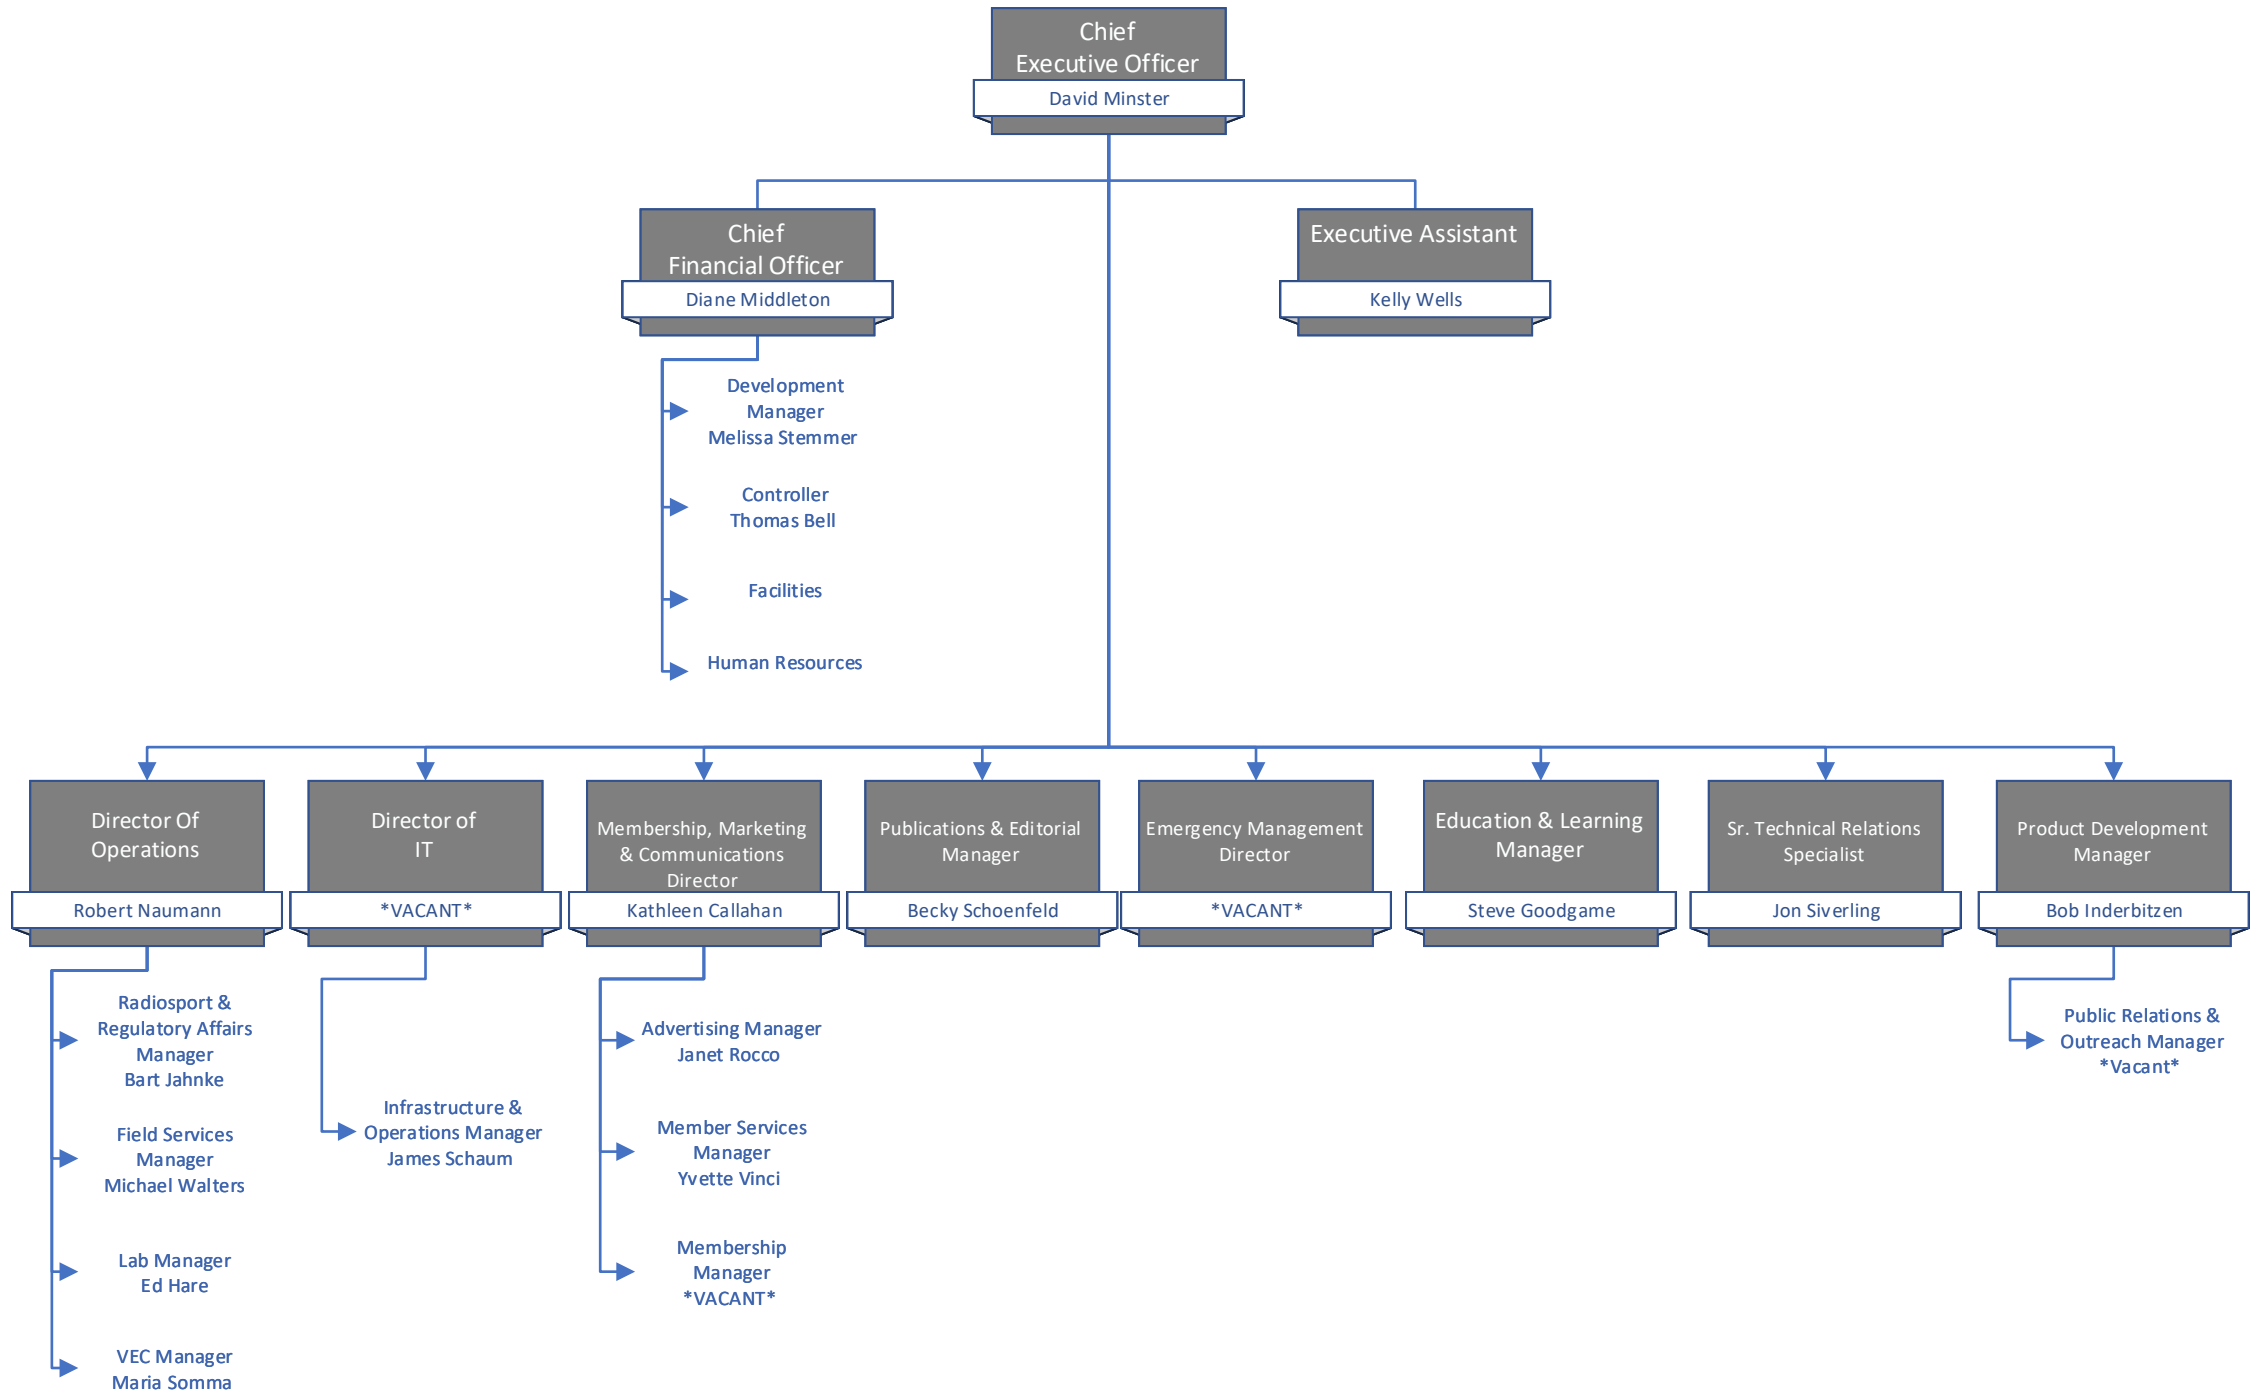 Chief
Executive Officer
David Minster
Chief
Financial Officer
Diane Middleton
Executive Assistant
Kelly Wells
Development
Manager
Melissa Stemmer
Controller
Thomas Bell
Facilities
Human Resources
Director Of
Operations
Robert Naumann
Director of
IT
*VACANT*
Membership, Marketing
& Communications
Director
Kathleen Callahan
Publications & Editorial
Manager
Becky Schoenfeld
Emergency Management
Director
*VACANT*
Education & Learning
Manager
Steve Goodgame
Sr. Technical Relations
Specialist
Jon Siverling
Product Development
Manager
Bob Inderbitzen
Radiosport &
Regulatory Affairs
Manager
Bart Jahnke
Field Services
Manager
Michael Walters
Lab Manager
Ed Hare
VEC Manager
Maria Somma
Infrastructure &
Operations Manager
James Schaum
Advertising Manager
Janet Rocco
Member Services
Manager
Yvette Vinci
Membership
Manager
*VACANT*
Public Relations &
Outreach Manager
*Vacant*